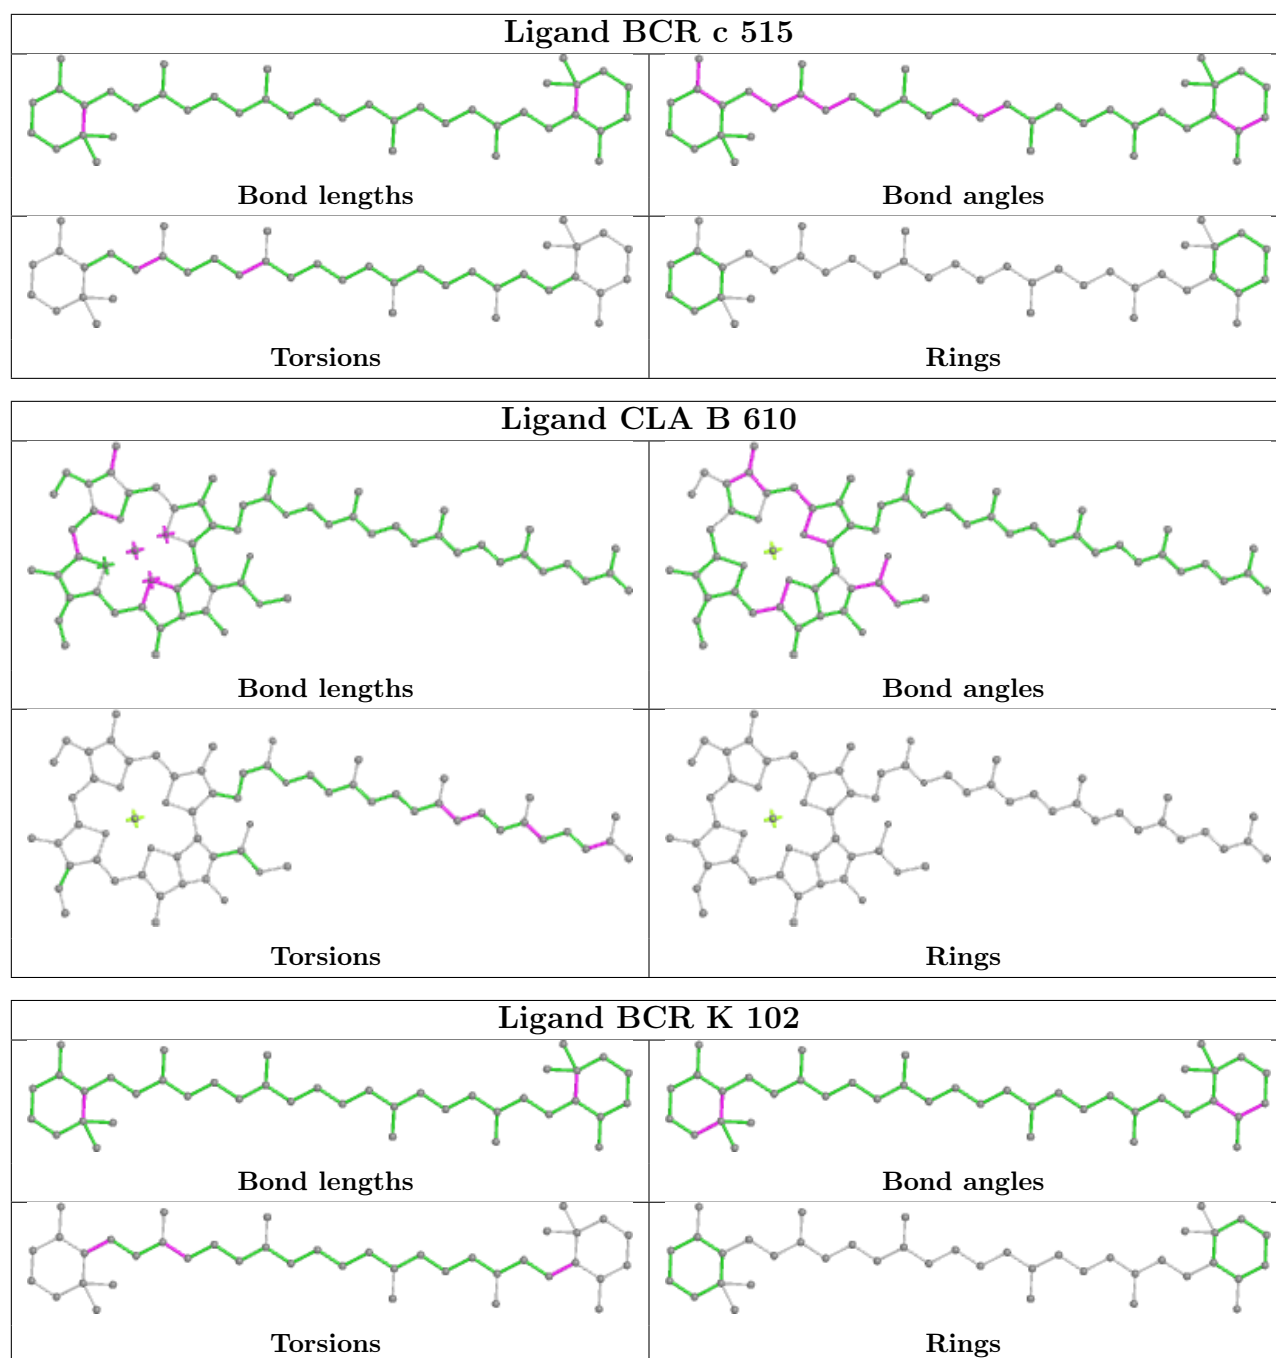 Ligand BCR c 515
Bond lengths
Bond angles
Torsions
Rings
Ligand CLA B 610
Bond lengths
Bond angles
Torsions
Rings
Ligand BCR K 102
Bond lengths
Bond angles
Torsions
Rings